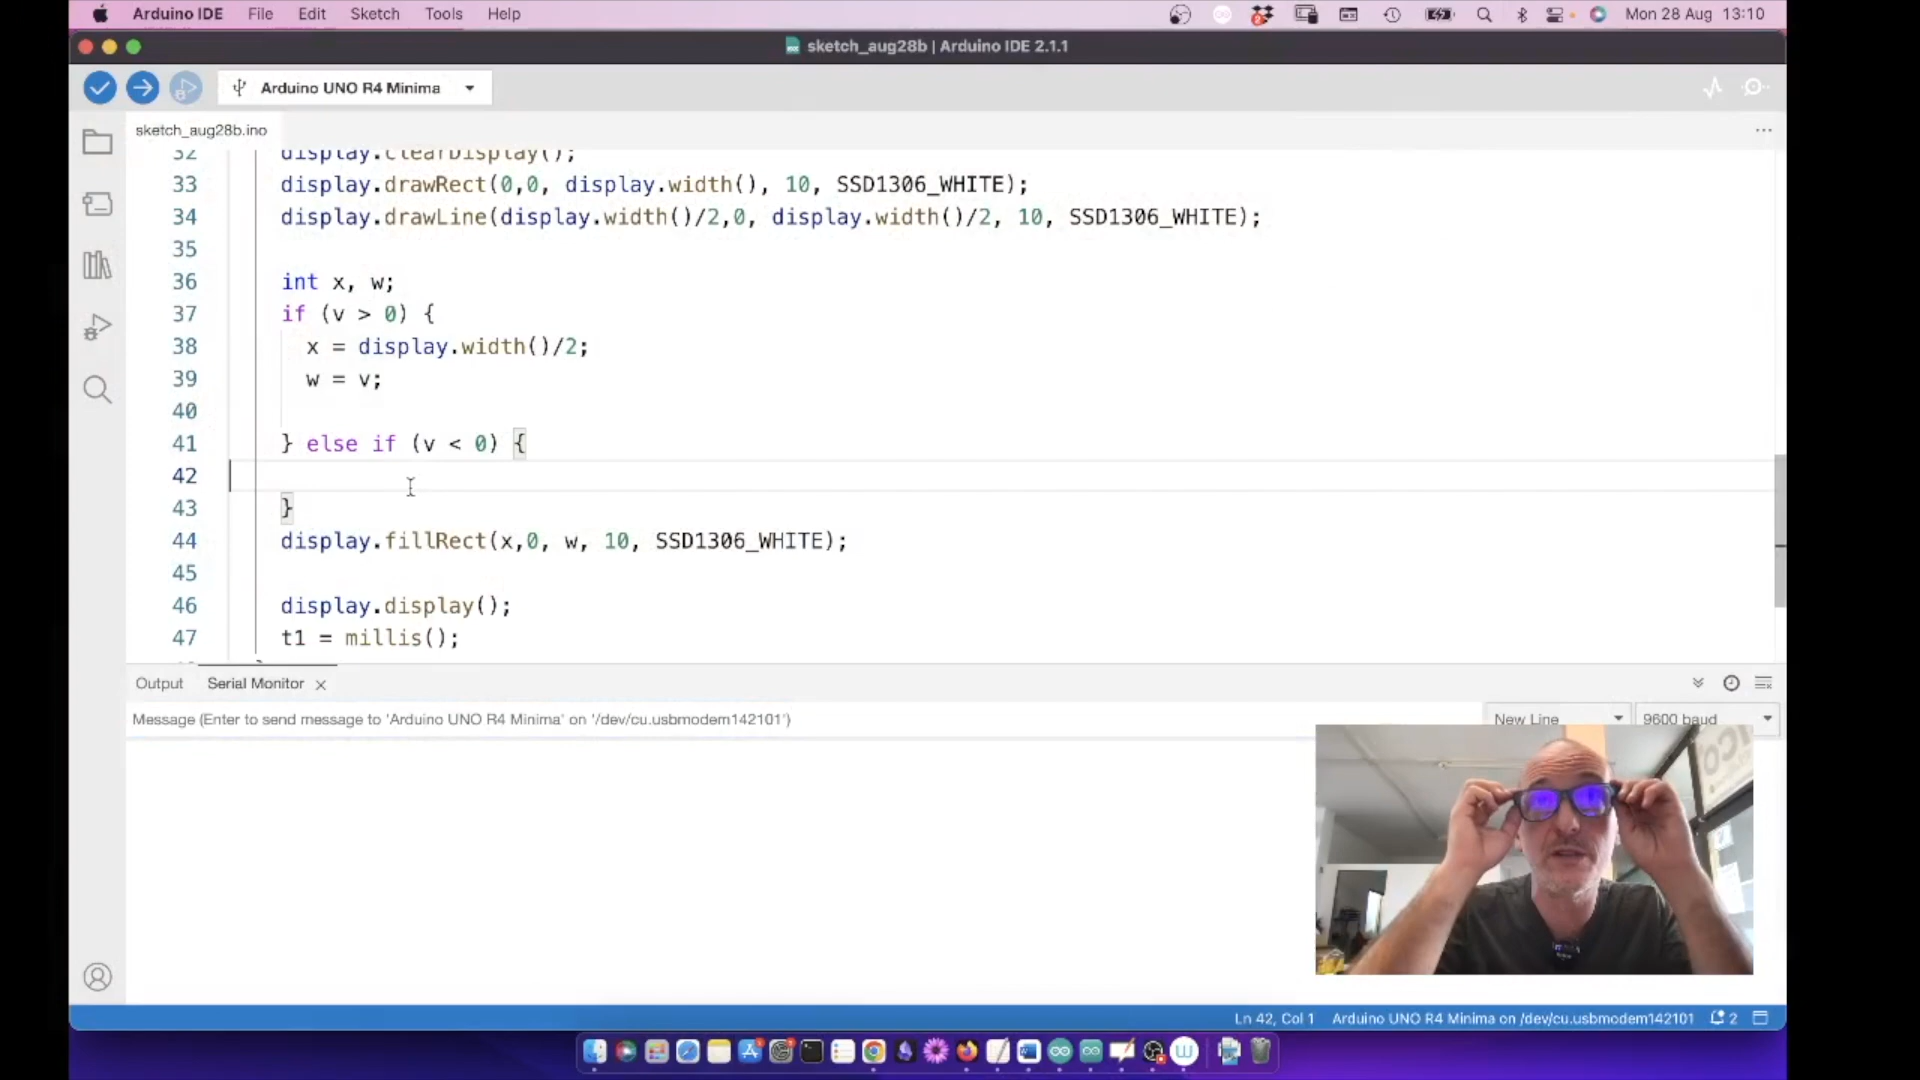 Arduino IDE File Edit Sketch Tools Help Mon 28 Aug 13:10
sketch_aug28b | Arduino IDE 2.1.1
Arduino UNO R4 Minima
sketch_aug28b.ino
32 display.clearDisplay();
33 display.drawRect(0,0, display.width(), 10, SSD1306_WHITE);
34 display.drawLine(display.width()/2,0, display.width()/2, 10, SSD1306_WHITE);
35
36 int x, w;
37 if (v > 0) {
38 x = display.width()/2;
39 w = v;
40
41 } else if (v < 0) {
42
43 }
44 display.fillRect(x,0, w, 10, SSD1306_WHITE);
45
46 display.display();
47 t1 = millis();
Output Serial Monitor
Message (Enter to send message to 'Arduino UNO R4 Minima' on '/dev/cu.usbmodem142101')
New Line 9600 baud
Ln 42, Col 1 Arduino UNO R4 Minima on /dev/cu.usbmodem142101 2